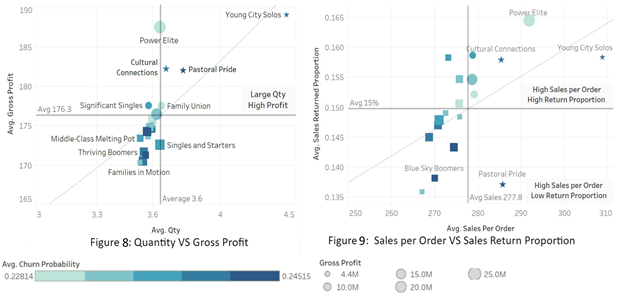 190
185
180
175
170
165
Avg. Gross Profit
Young City Solos
Power Elite
Cultural
Connections
Pastoral Pride
Large Qty
High Profit
Avg 176.3
Significant Singles
Family Union
Middle-Class Melting Pot
Singles and Starters
Thriving Boomers
Families in Motion
Average 3.6
3
3.3
3.6
3.9
4.2
4.5
Avg. Qty
Figure 8: Quantity VS Gross Profit
Avg. Churn Probability
0.22814
0.24515
0.165
0.160
0.155
0.150
0.145
0.140
0.135
Avg. Sales Returned Proportion
Power Elite
Cultural Connections
Young City Solos
High Sales per Order
High Return Proportion
Avg 15%
Blue Sky Boomers
Pastoral Pride
High Sales per Order
Low Return Proportion
Avg Sales 277.8
250
260
270
280
290
300
310
Avg. Sales Per Order
Figure 9: Sales per Order VS Sales Return Proportion
Gross Profit
4.4M
15.0M
25.0M
10.0M
20.0M